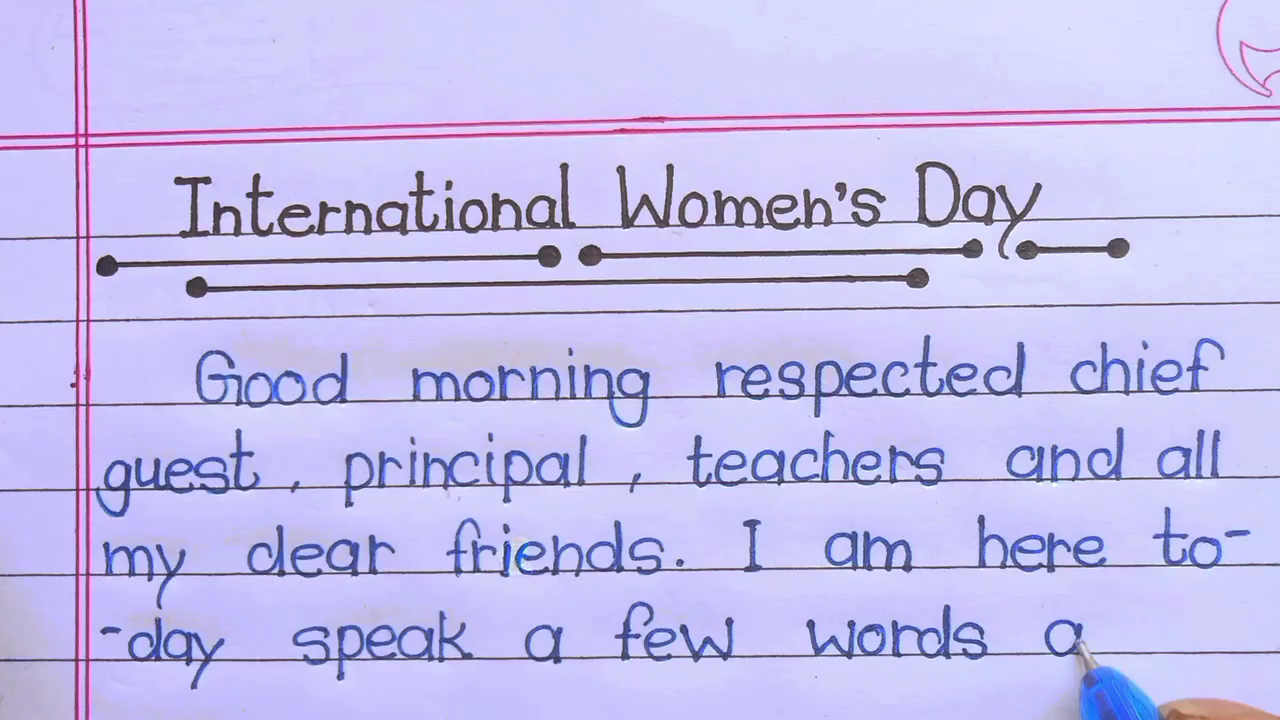 International Women's Day
Good morning respected chief
guest, principal, teachers and all
my dear friends. I am here to-
-day speak a few words a